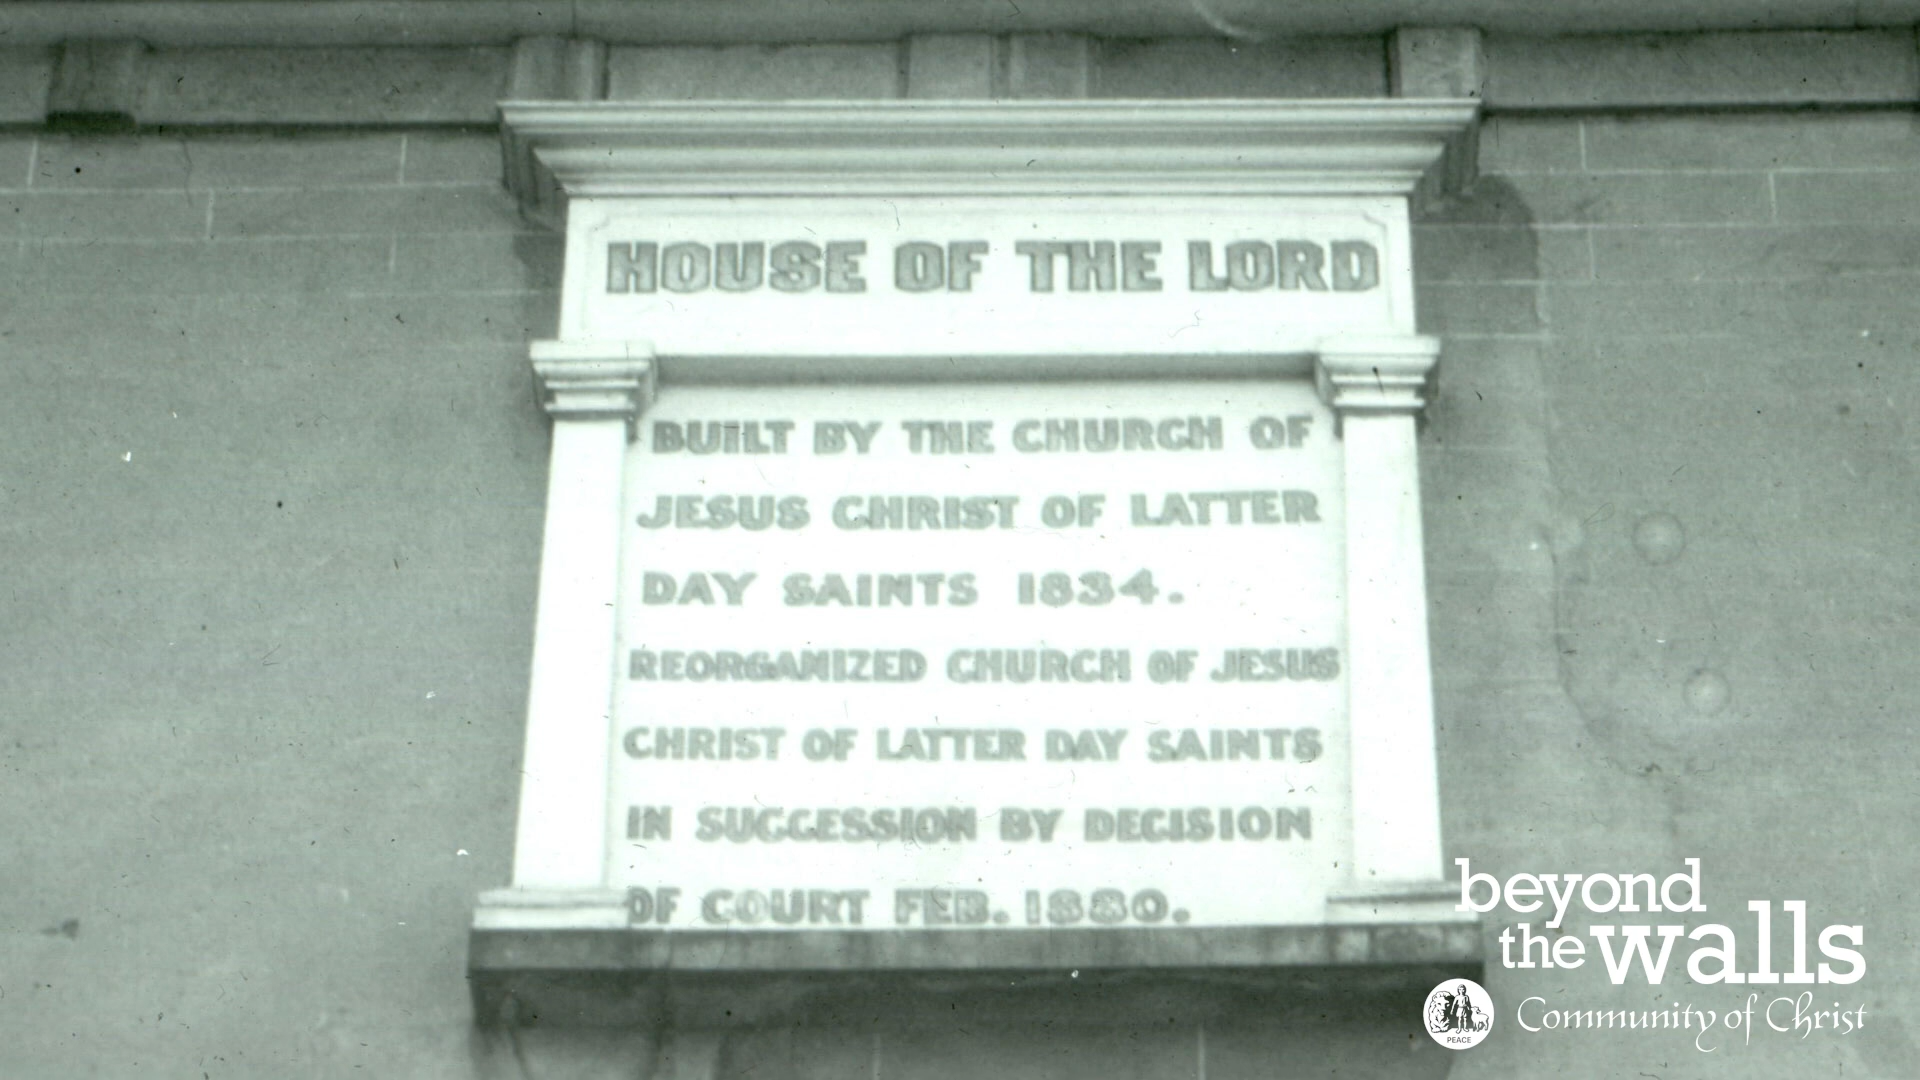 HOUSE OF THE LORD
BUILT BY THE CHURCH OF
JESUS CHRIST OF LATTER
DAY SAINTS 1834.
REORGANIZED CHURCH OF JESUS
CHRIST OF LATTER DAY SAINTS
IN SUCCESSION BY DECISION
OF COURT FEB. 1880.
beyond
the walls
Community of Christ
PEACE